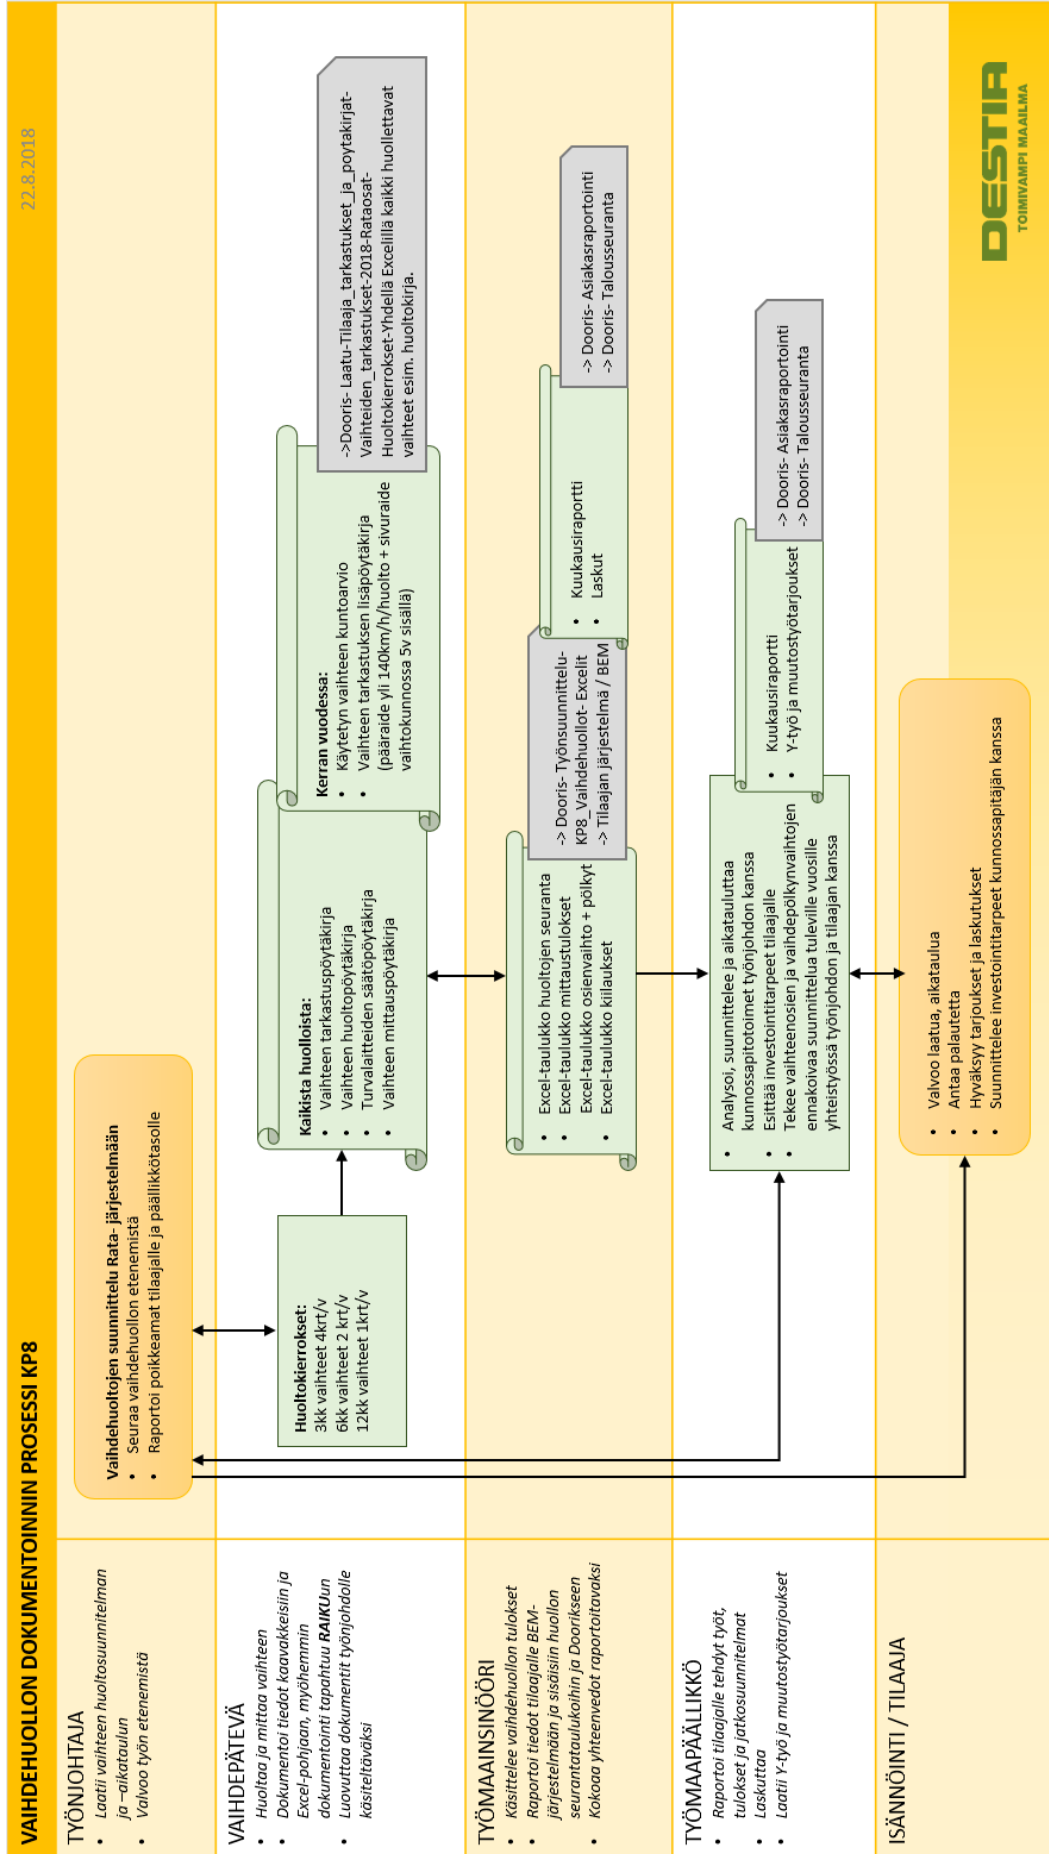 VAIHDEHUOLLON DOKUMENTOINNIN PROSESSI KP8
22.8.2018
TYÖNJOHTAJA
• Laatii vaihteen huoltosuunnitelman
ja –aikataulun
• Valvoo työn etenemistä
Vaihdehuoltojen suunnittelu Rata- järjestelmään
• Seuraa vaihdehuollon etenemistä
• Raportoi poikkeamat tilaajalle ja päällikkötasolle
VAIHDEPÄTEVÄ
• Huoltaa ja mittaa vaihteen
• Dokumentoi tiedot kaavakkeisiin ja
Excel-pohjaan, myöhemmin
dokumentointi tapahtuu RAIKUun
• Luovuttaa dokumentit työnjohdolle
käsiteltäväksi
Huoltokierrokset:
3kk vaihteet 4krt/v
6kk vaihteet 2 krt/v
12kk vaihteet 1krt/v
Kaikista huolloista:
• Vaihteen tarkastuspöytäkirja
• Vaihteen huoltopöytäkirja
• Turvalaitteiden säätöpöytäkirja
• Vaihteen mittauspöytäkirja
Kerran vuodessa:
• Käytetyn vaihteen kuntoarvio
• Vaihteen tarkastuksen lisäpöytäkirja
(pääraide yli 140km/h/huolto + sivuraide
vaihtokunnossa 5v sisällä)
->Dooris- Laatu-Tilaaja_tarkastukset_ja_poytakirjat-
Vaihteiden_tarkastukset-2018-Rataosat-
Huoltokierrokset-Yhdellä Excelillä kaikki huollettavat
vaihteet esim. huoltokirja.
TYÖMAAINSINÖÖRI
• Käsittelee vaihdehuollon tulokset
• Raportoi tiedot tilaajalle BEM-
järjestelmään ja sisäisiin huollon
seurantataulukoihin ja Doorikseen
• Kokoaa yhteenvedot raportoitavaksi
• Excel-taulukko huoltojen seuranta
• Excel-taulukko mittaustulokset
• Excel-taulukko osienvaihto + pölkyt
• Excel-taulukko kiilaukset
-> Dooris- Työnsuunnittelu-
KP8_Vaihdehuollot- Excelit
-> Tilaajan järjestelmä / BEM
• Kuukausiraportti
• Laskut
-> Dooris- Asiakasraportointi
-> Dooris- Talousseuranta
TYÖMAAPÄÄLLIKKÖ
• Raportoi tilaajalle tehdyt työt,
tulokset ja jatkosuunnitelmat
• Laskuttaa
• Laatii Y-työ ja muutostyötarjoukset
• Analysoi, suunnittelee ja aikatauluttaa
kunnossapitotoimet työnjohdon kanssa
• Esittää investointitarpeet tilaajalle
• Tekee vaihteenosien ja vaihdepölkynvaihtojen
ennakoivaa suunnittelua tuleville vuosille
yhteistyössä työnjohdon ja tilaajan kanssa
• Kuukausiraportti
• Y-työ ja muutostyötarjoukset
-> Dooris- Asiakasraportointi
-> Dooris- Talousseuranta
ISÄNNÖINTI / TILAAJA
• Valvoo laatua, aikataulua
• Antaa palautetta
• Hyväksyy tarjoukset ja laskutukset
• Suunnittelee investointitarpeet kunnossapitäjän kanssa
DESTIA
TOIMIVAMPI MAAILMA